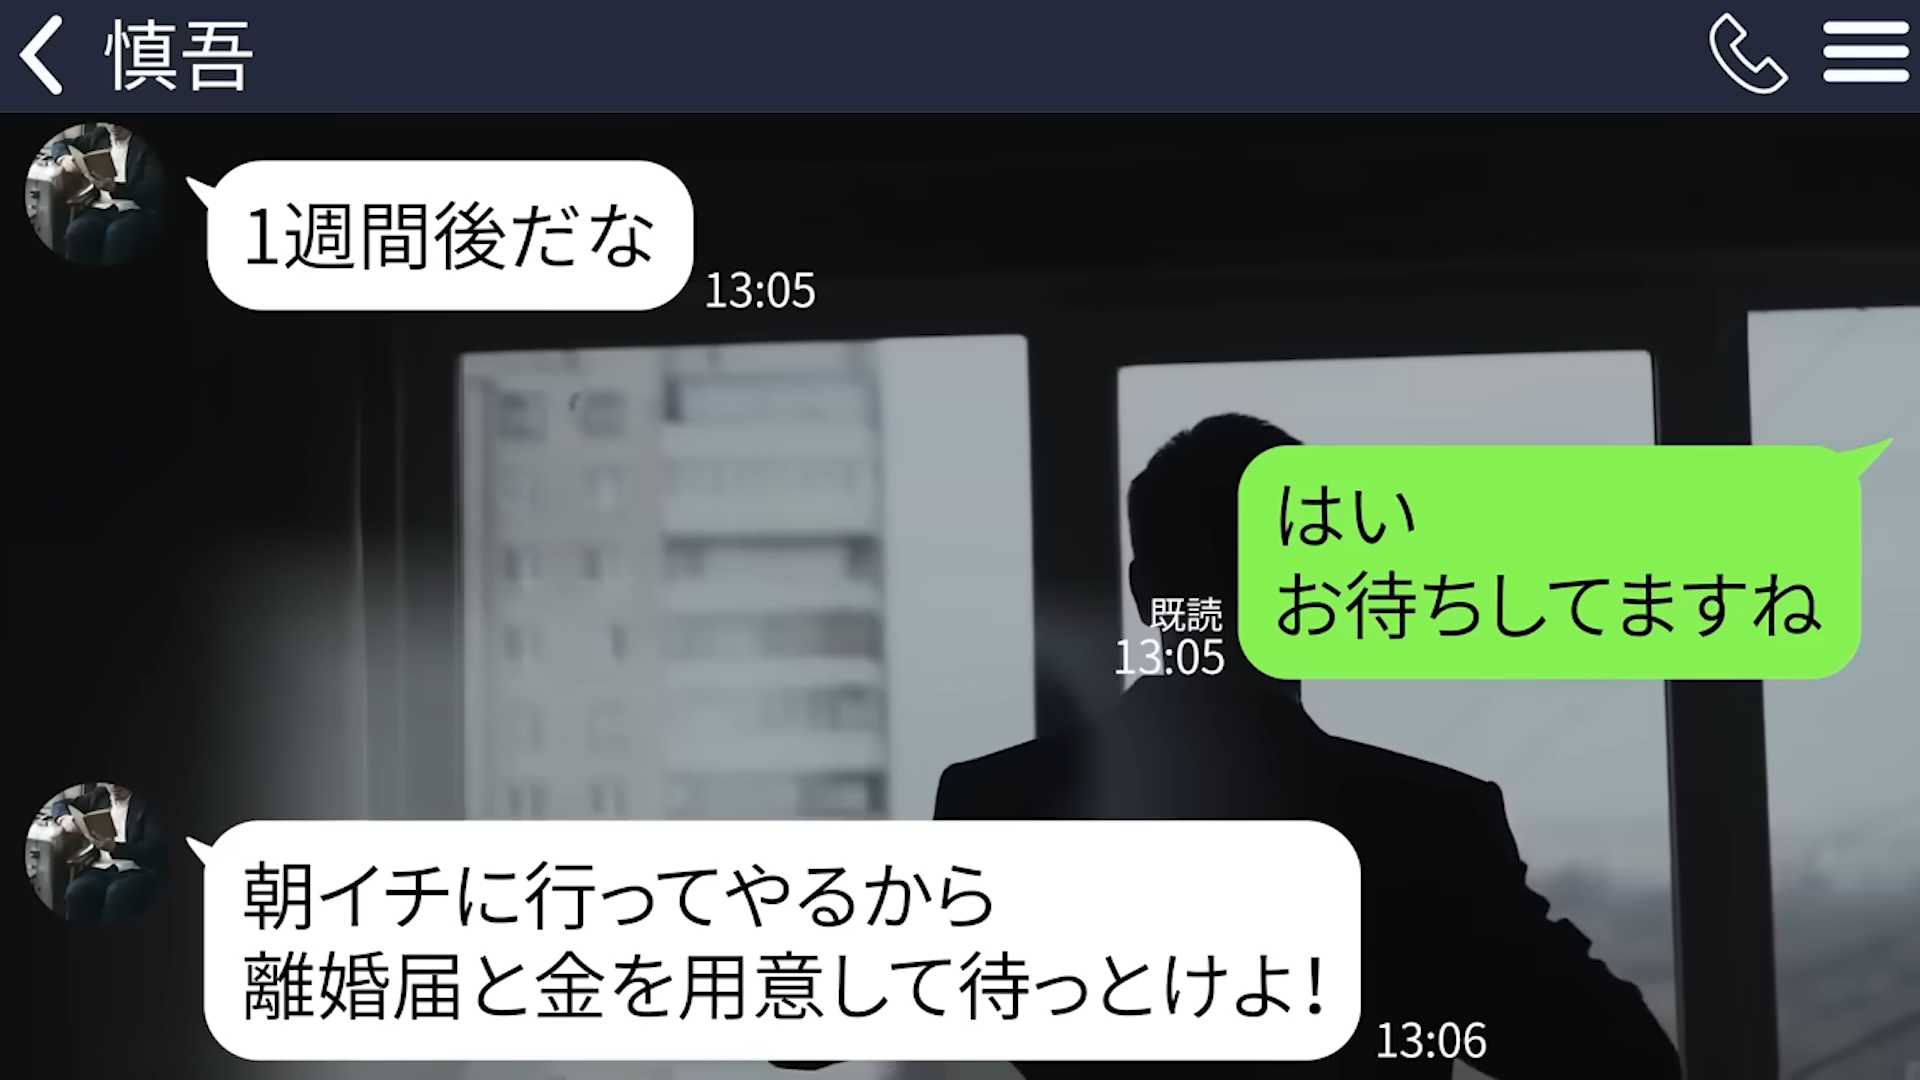 慎吾
1週間後だな
13:05
はい
お待ちしてますね
既読
13:05
朝イチに行ってやるから
離婚届と金を用意して待っとけよ!
13:06